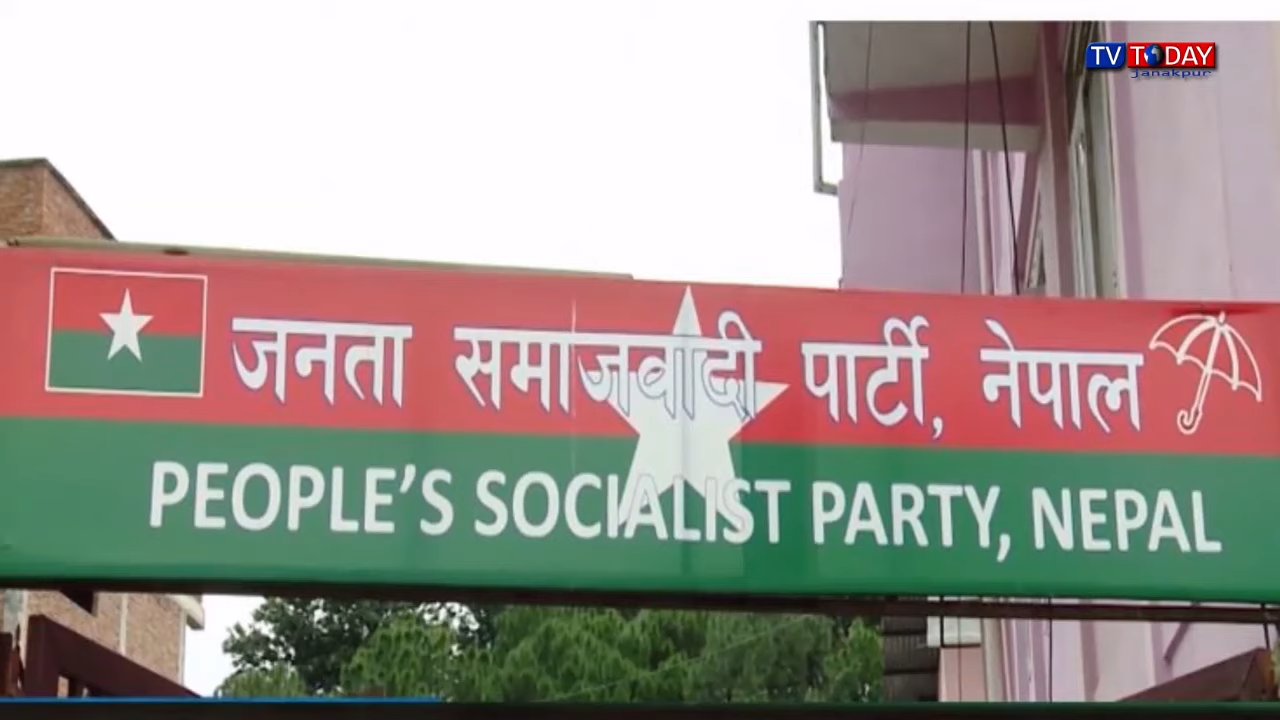 TV TODAY
Janakpur
जनता समाजवादी पार्टी, नेपाल
PEOPLE'S SOCIALIST PARTY, NEPAL